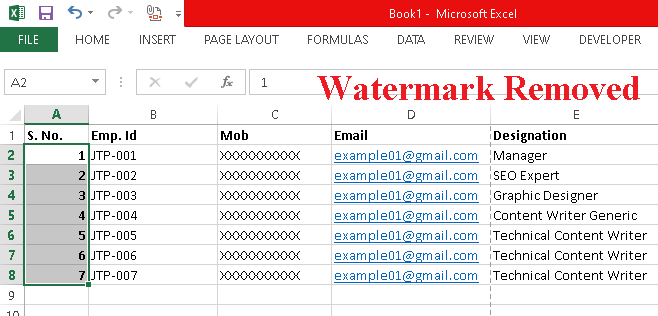 Book1 - Microsoft Excel
FILE HOME INSERT PAGE LAYOUT FORMULAS DATA REVIEW VIEW DEVELOPER
A2 fx 1
Watermark Removed
A B C D E
1 S. No. Emp. Id Mob Email Designation
2 1 JTP-001 XXXXXXXXXX example01@gmail.com Manager
3 2 JTP-002 XXXXXXXXXX example01@gmail.com SEO Expert
4 3 JTP-003 XXXXXXXXXX example01@gmail.com Graphic Designer
5 4 JTP-004 XXXXXXXXXX example01@gmail.com Content Writer Generic
6 5 JTP-005 XXXXXXXXXX example01@gmail.com Technical Content Writer
7 6 JTP-006 XXXXXXXXXX example01@gmail.com Technical Content Writer
8 7 JTP-007 XXXXXXXXXX example01@gmail.com Technical Content Writer
9
10